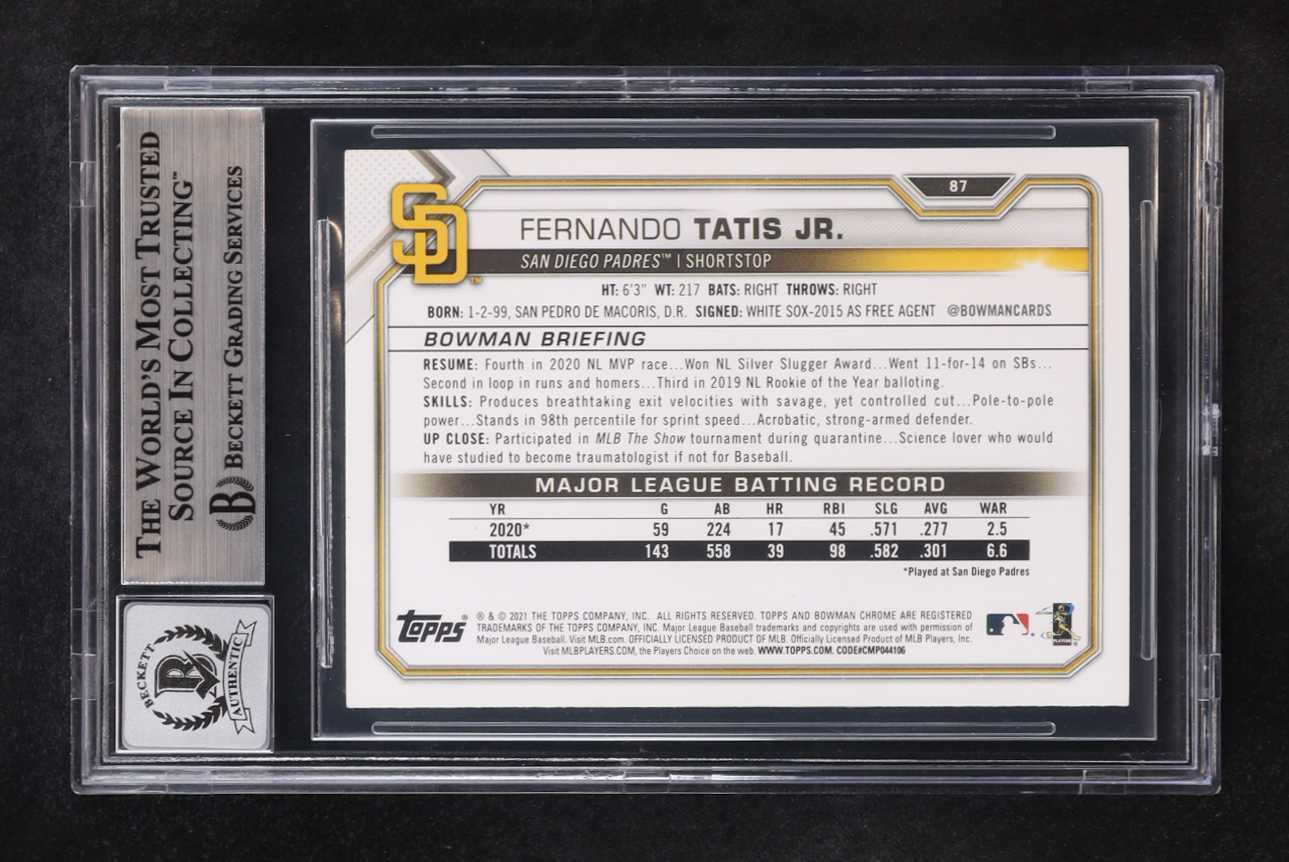 THE WORLD'S MOST TRUSTED
SOURCE IN COLLECTING™
BECKETT GRADING SERVICES
BECKETT
AUTHENTIC
87
SD™
FERNANDO TATIS JR.
SAN DIEGO PADRES™ | SHORTSTOP
HT: 6'3" WT: 217 BATS: RIGHT THROWS: RIGHT
BORN: 1-2-99, SAN PEDRO DE MACORIS, D.R. SIGNED: WHITE SOX-2015 AS FREE AGENT @BOWMANCARDS
BOWMAN BRIEFING
RESUME: Fourth in 2020 NL MVP race...Won NL Silver Slugger Award...Went 11-for-14 on SBs...
Second in loop in runs and homers...Third in 2019 NL Rookie of the Year balloting.
SKILLS: Produces breathtaking exit velocities with savage, yet controlled cut...Pole-to-pole
power...Stands in 98th percentile for sprint speed...Acrobatic, strong-armed defender.
UP CLOSE: Participated in MLB The Show tournament during quarantine...Science lover who would
have studied to become traumatologist if not for Baseball.
MAJOR LEAGUE BATTING RECORD
YR G AB HR RBI SLG AVG WAR
2020* 59 224 17 45 .571 .277 2.5
TOTALS 143 558 39 98 .582 .301 6.6
*Played at San Diego Padres
TOPPS®
® & © 2021 THE TOPPS COMPANY, INC. ALL RIGHTS RESERVED. TOPPS AND BOWMAN CHROME ARE REGISTERED
TRADEMARKS OF THE TOPPS COMPANY, INC. Major League Baseball trademarks and copyrights are used with permission of
Major League Baseball. Visit MLB.com. OFFICIALLY LICENSED PRODUCT OF MLB. Officially Licensed Product of MLB Players, Inc.
Visit MLBPLAYERS.COM, the Players Choice on the web. WWW.TOPPS.COM. CODE#CMP044106